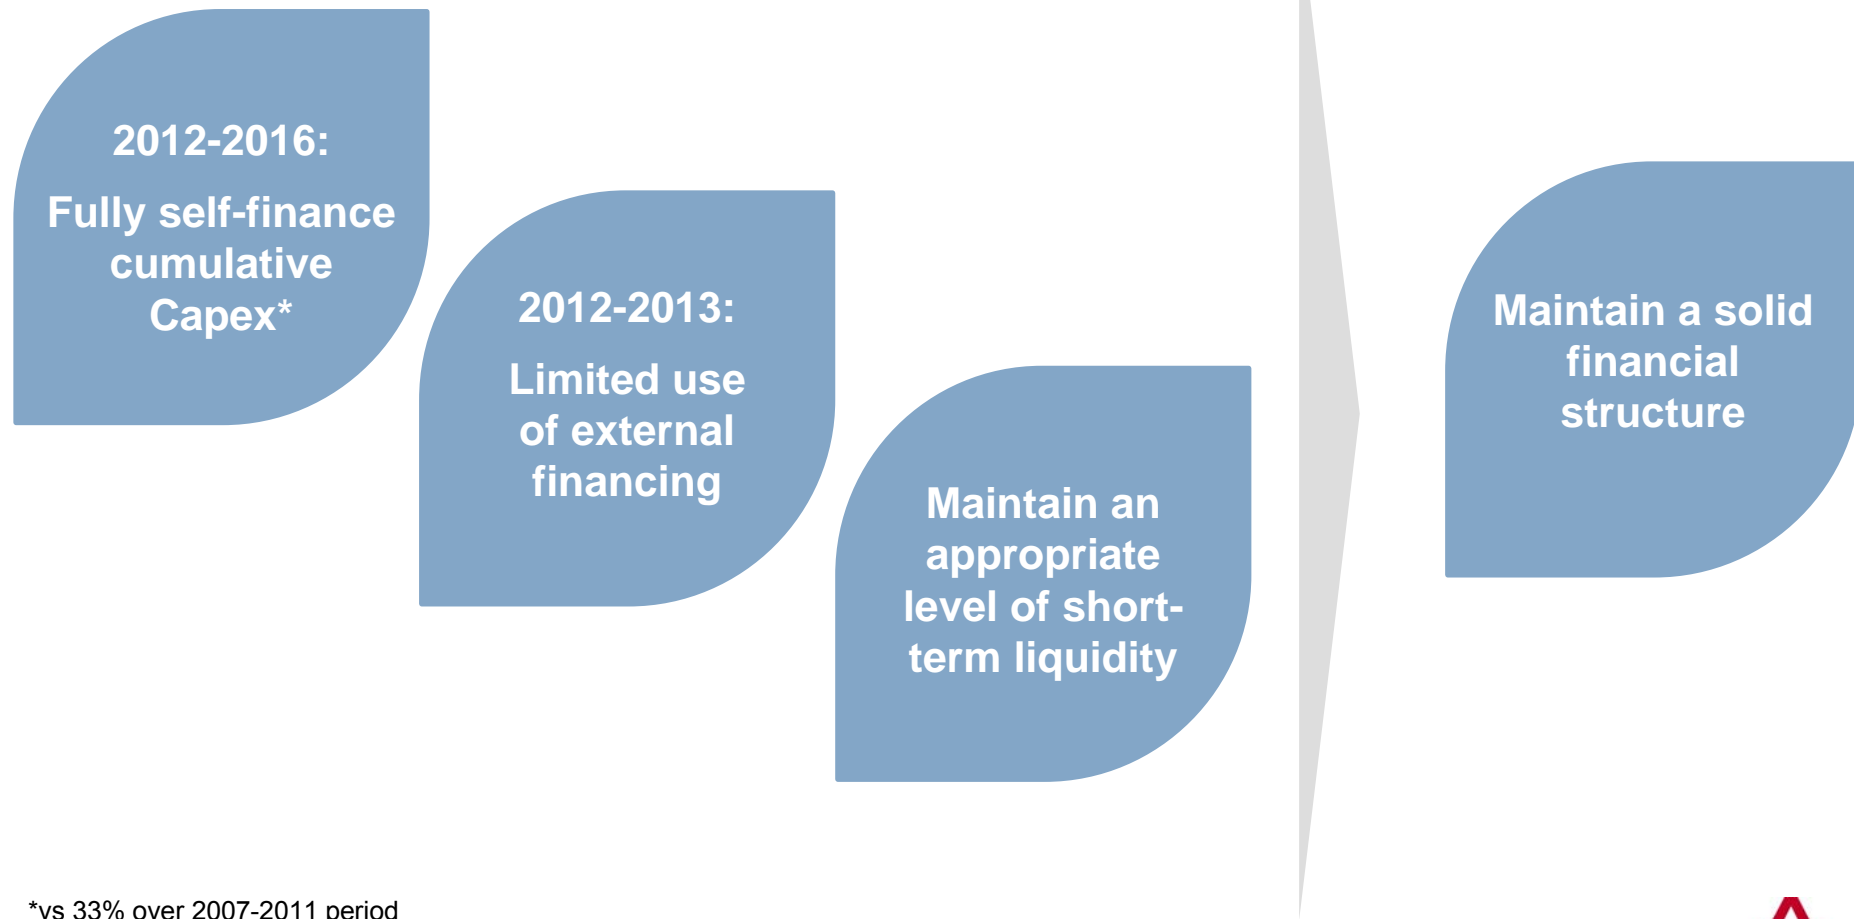 2012-2016:
Fully self-finance
cumulative
Capex*
2012-2013:
Limited use
of external
financing
Maintain an
appropriate
level of short-
term liquidity
Maintain a solid
financial
structure
*vs 33% over 2007-2011 period